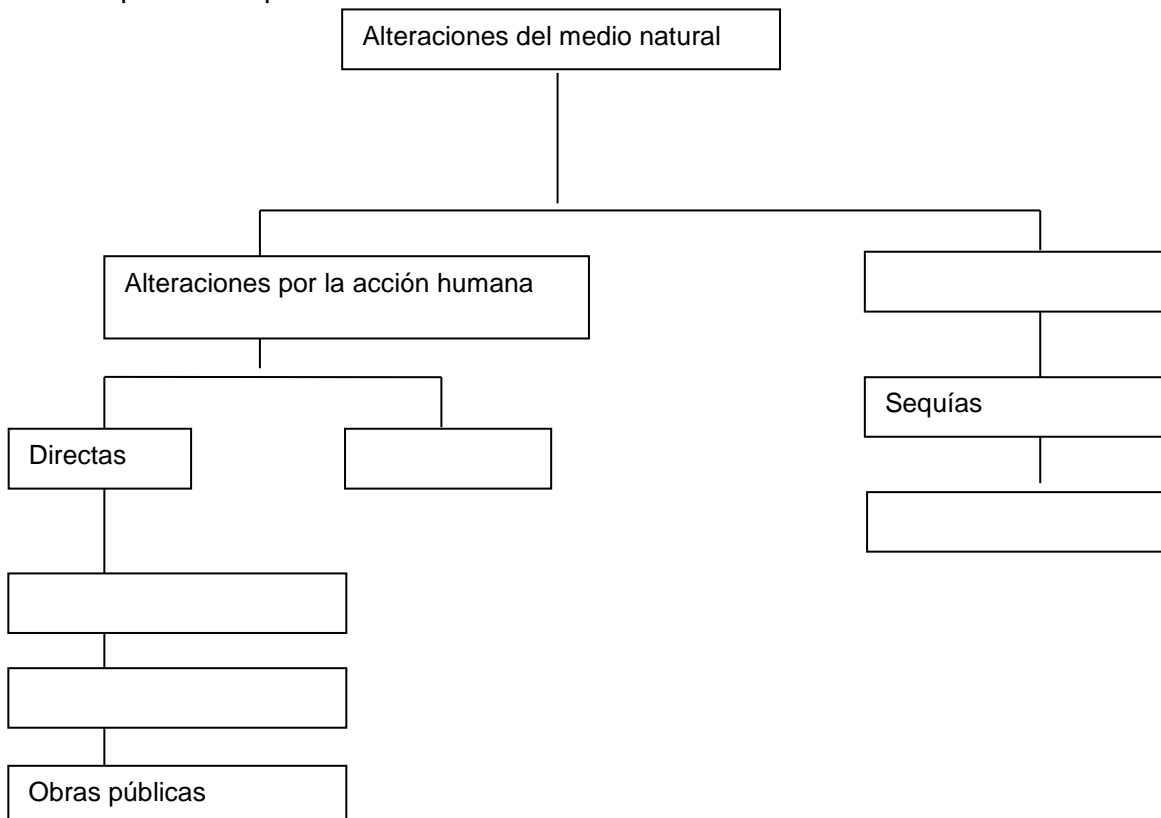 Alteraciones del medio natural
Alteraciones por la acción humana
Sequías
Directas
Obras públicas